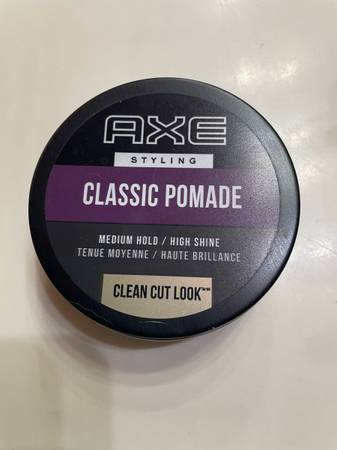 AXE
STYLING
CLASSIC POMADE
MEDIUM HOLD / HIGH SHINE
TENUE MOYENNE / HAUTE BRILLANCE
CLEAN CUT LOOK™